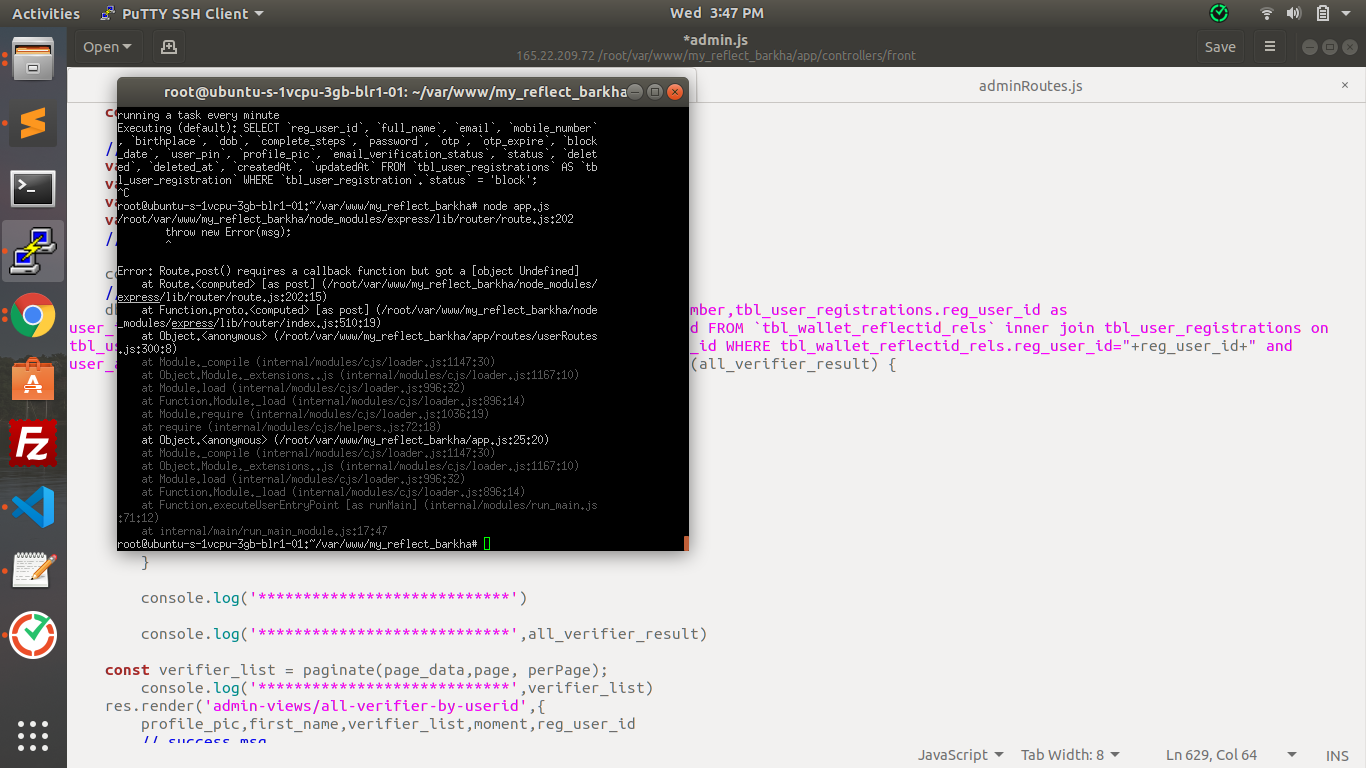 Activities
PuTTY SSH Client
Wed 3:47 PM
Open
*admin.js
165.22.209.72 /root/var/www/my_reflect_barkha/app/controllers/front
Save
adminRoutes.js
×
root@ubuntu-s-1vcpu-3gb-blr1-01: ~/var/www/my_reflect_barkha
running a task every minute
Executing (default): SELECT `reg_user_id`, `full_name`, `email`, `mobile_number`
, `birthplace`, `dob`, `complete_steps`, `password`, `otp`, `otp_expire`, `block
_date`, `user_pin`, `profile_pic`, `email_verification_status`, `status`, `delet
ed`, `deleted_at`, `createdAt`, `updatedAt` FROM `tbl_user_registrations` AS `tb
l_user_registration` WHERE `tbl_user_registration`.`status` = 'block';
^C
root@ubuntu-s-1vcpu-3gb-blr1-01:~/var/www/my_reflect_barkha# node app.js
/root/var/www/my_reflect_barkha/node_modules/express/lib/router/route.js:202
throw new Error(msg);
^
Error: Route.post() requires a callback function but got a [object Undefined]
at Route.<computed> [as post] (/root/var/www/my_reflect_barkha/node_modules/
express/lib/router/route.js:202:15)
at Function.proto.<computed> [as post] (/root/var/www/my_reflect_barkha/node
_modules/express/lib/router/index.js:510:19)
at Object.<anonymous> (/root/var/www/my_reflect_barkha/app/routes/userRoutes
.js:300:8)
at Module._compile (internal/modules/cjs/loader.js:1147:30)
at Object.Module._extensions..js (internal/modules/cjs/loader.js:1167:10)
at Module.load (internal/modules/cjs/loader.js:996:32)
at Function.Module._load (internal/modules/cjs/loader.js:896:14)
at Module.require (internal/modules/cjs/loader.js:1036:19)
at require (internal/modules/cjs/helpers.js:72:18)
at Object.<anonymous> (/root/var/www/my_reflect_barkha/app.js:25:20)
at Module._compile (internal/modules/cjs/loader.js:1147:30)
at Object.Module._extensions..js (internal/modules/cjs/loader.js:1167:10)
at Module.load (internal/modules/cjs/loader.js:996:32)
at Function.Module._load (internal/modules/cjs/loader.js:896:14)
at Function.executeUserEntryPoint [as runMain] (internal/modules/run_main.js
:71:12)
at internal/main/run_main_module.js:17:47
root@ubuntu-s-1vcpu-3gb-blr1-01:~/var/www/my_reflect_barkha#
mber,tbl_user_registrations.reg_user_id as
user_ d FROM `tbl_wallet_reflectid_rels` inner join tbl_user_registrations on
tbl_us _id WHERE tbl_wallet_reflectid_rels.reg_user_id="+reg_user_id+" and
user_a (all_verifier_result) {
}
console.log('****************************')
console.log('****************************',all_verifier_result)
const verifier_list = paginate(page_data,page, perPage);
console.log('****************************',verifier_list)
res.render('admin-views/all-verifier-by-userid',{
profile_pic,first_name,verifier_list,moment,reg_user_id
// success_msg
JavaScript
Tab Width: 8
Ln 629, Col 64
INS